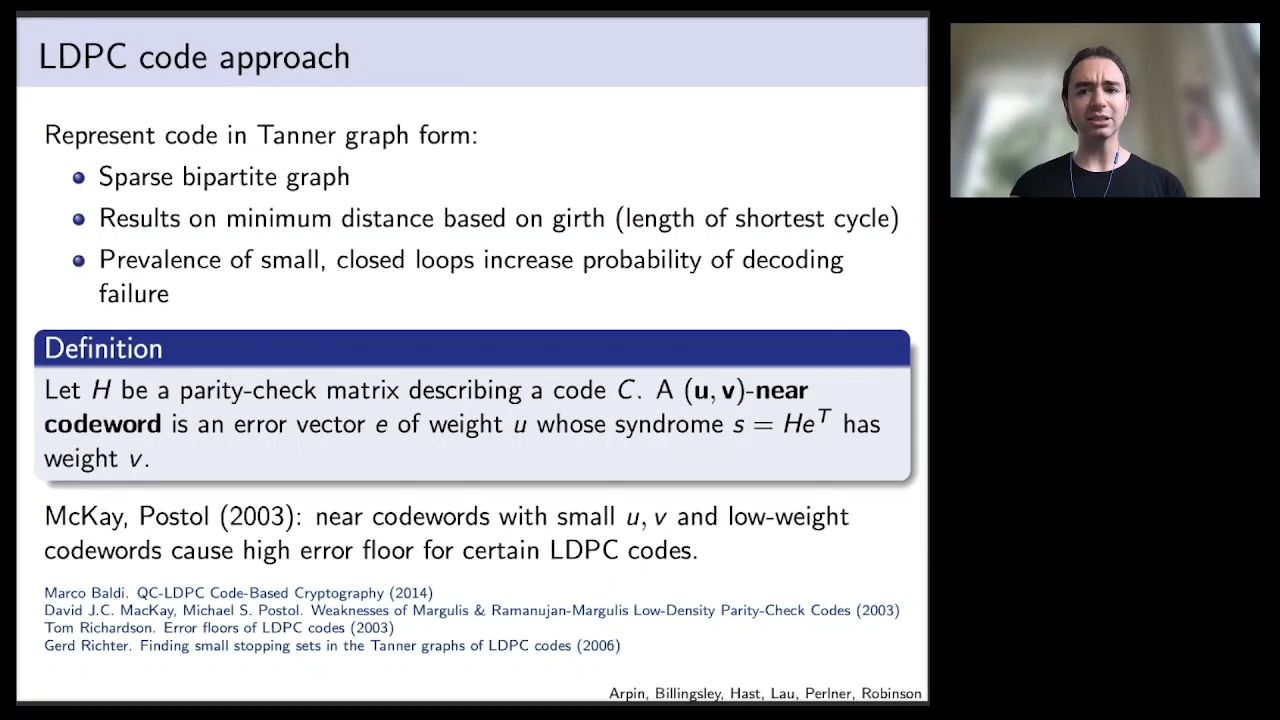 LDPC code approach
Represent code in Tanner graph form:
Sparse bipartite graph
Results on minimum distance based on girth (length of shortest cycle)
Prevalence of small, closed loops increase probability of decoding
failure
Definition
Let H be a parity-check matrix describing a code C. A (u, v)-near
codeword is an error vector e of weight u whose syndrome s = Heᵀ has
weight v.
McKay, Postol (2003): near codewords with small u, v and low-weight
codewords cause high error floor for certain LDPC codes.
Marco Baldi. QC-LDPC Code-Based Cryptography (2014)
David J.C. MacKay, Michael S. Postol. Weaknesses of Margulis & Ramanujan-Margulis Low-Density Parity-Check Codes (2003)
Tom Richardson. Error floors of LDPC codes (2003)
Gerd Richter. Finding small stopping sets in the Tanner graphs of LDPC codes (2006)
Arpin, Billingsley, Hast, Lau, Perlner, Robinson